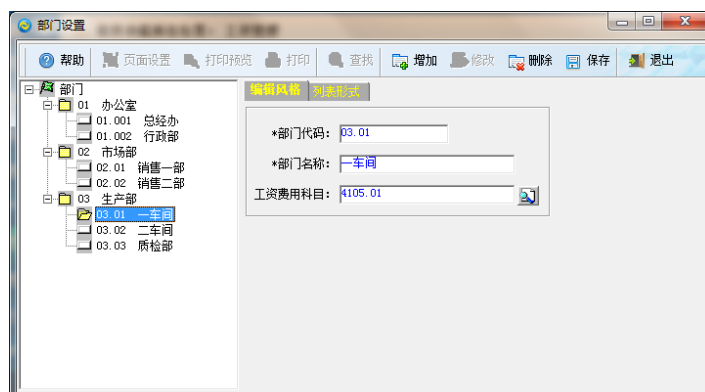 部门设置
帮助 页面设置 打印预览 打印 查找 增加 修改 删除 保存 退出
部门
01 办公室
01.001 总经办
01.002 行政部
02 市场部
02.01 销售一部
02.02 销售二部
03 生产部
03.01 一车间
03.02 二车间
03.03 质检部
编辑风格 列表形式
*部门代码: 03.01
*部门名称: 一车间
工资费用科目: 4105.01